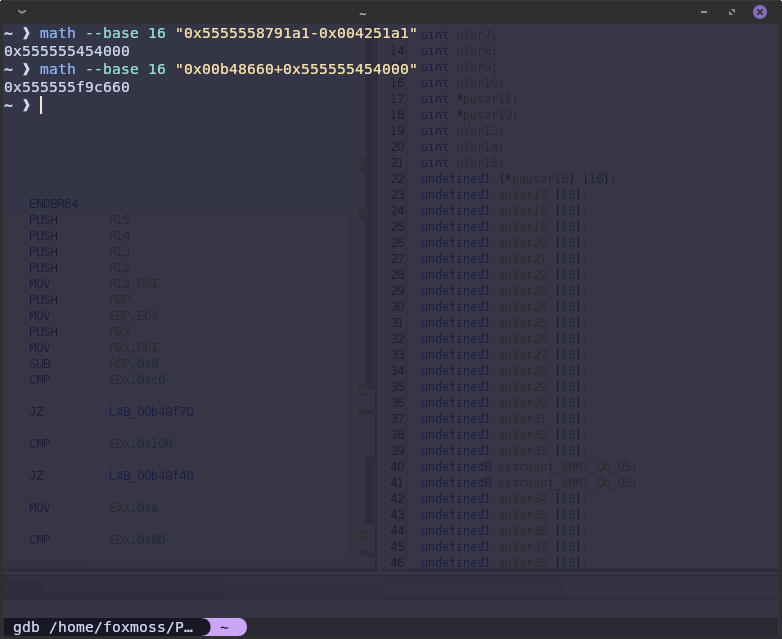 ~
~ ❯ math --base 16 "0x5555558791a1-0x004251a1"
0x555555454000
~ ❯ math --base 16 "0x00b48660+0x555555454000"
0x555555f9c660
~ ❯
ENDBR64
PUSH R15
PUSH R14
PUSH R13
PUSH R12
MOV R12,RSI
PUSH RBP
MOV EBP,EDX
PUSH RBX
MOV RBX,RDI
SUB RSP,0x8
CMP EDX,0xc0
JZ LAB_00b48f70
CMP EDX,0x100
JZ LAB_00b48f40
MOV EAX,0xa
CMP EDX,0x80
uint uVar7;
14 uint uVar8;
uint uVar9;
16 uint uVar10;
17 uint *puVar11;
18 uint *puVar12;
19 uint uVar13;
20 uint uVar14;
21 uint uVar15;
22 undefined1 (*pauVar16) [16];
23 undefined1 auVar17 [16];
24 undefined1 auVar18 [16];
25 undefined1 auVar19 [16];
26 undefined1 auVar20 [16];
27 undefined1 auVar21 [16];
28 undefined1 auVar22 [16];
29 undefined1 auVar23 [16];
30 undefined1 auVar24 [16];
31 undefined1 auVar25 [16];
32 undefined1 auVar26 [16];
33 undefined1 auVar27 [16];
34 undefined1 auVar28 [16];
35 undefined1 auVar29 [16];
36 undefined1 auVar30 [16];
37 undefined1 auVar31 [16];
38 undefined1 auVar32 [16];
39 undefined1 auVar33 [16];
40 undefined8 extraout_XMM1_Qb_05;
41 undefined8 extraout_XMM1_Qb_06;
42 undefined1 auVar34 [16];
43 undefined1 auVar35 [16];
44 undefined1 auVar36 [16];
45 undefined1 auVar37 [16];
46 undefined1 auVar38 [16];
gdb /home/foxmoss/P… ~